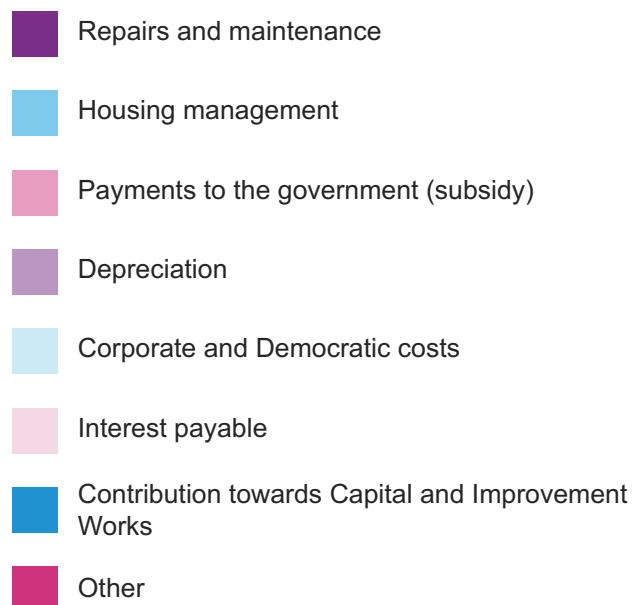 Repairs and maintenance
Housing management
Payments to the government (subsidy)
Depreciation
Corporate and Democratic costs
Interest payable
Contribution towards Capital and Improvement
Works
Other